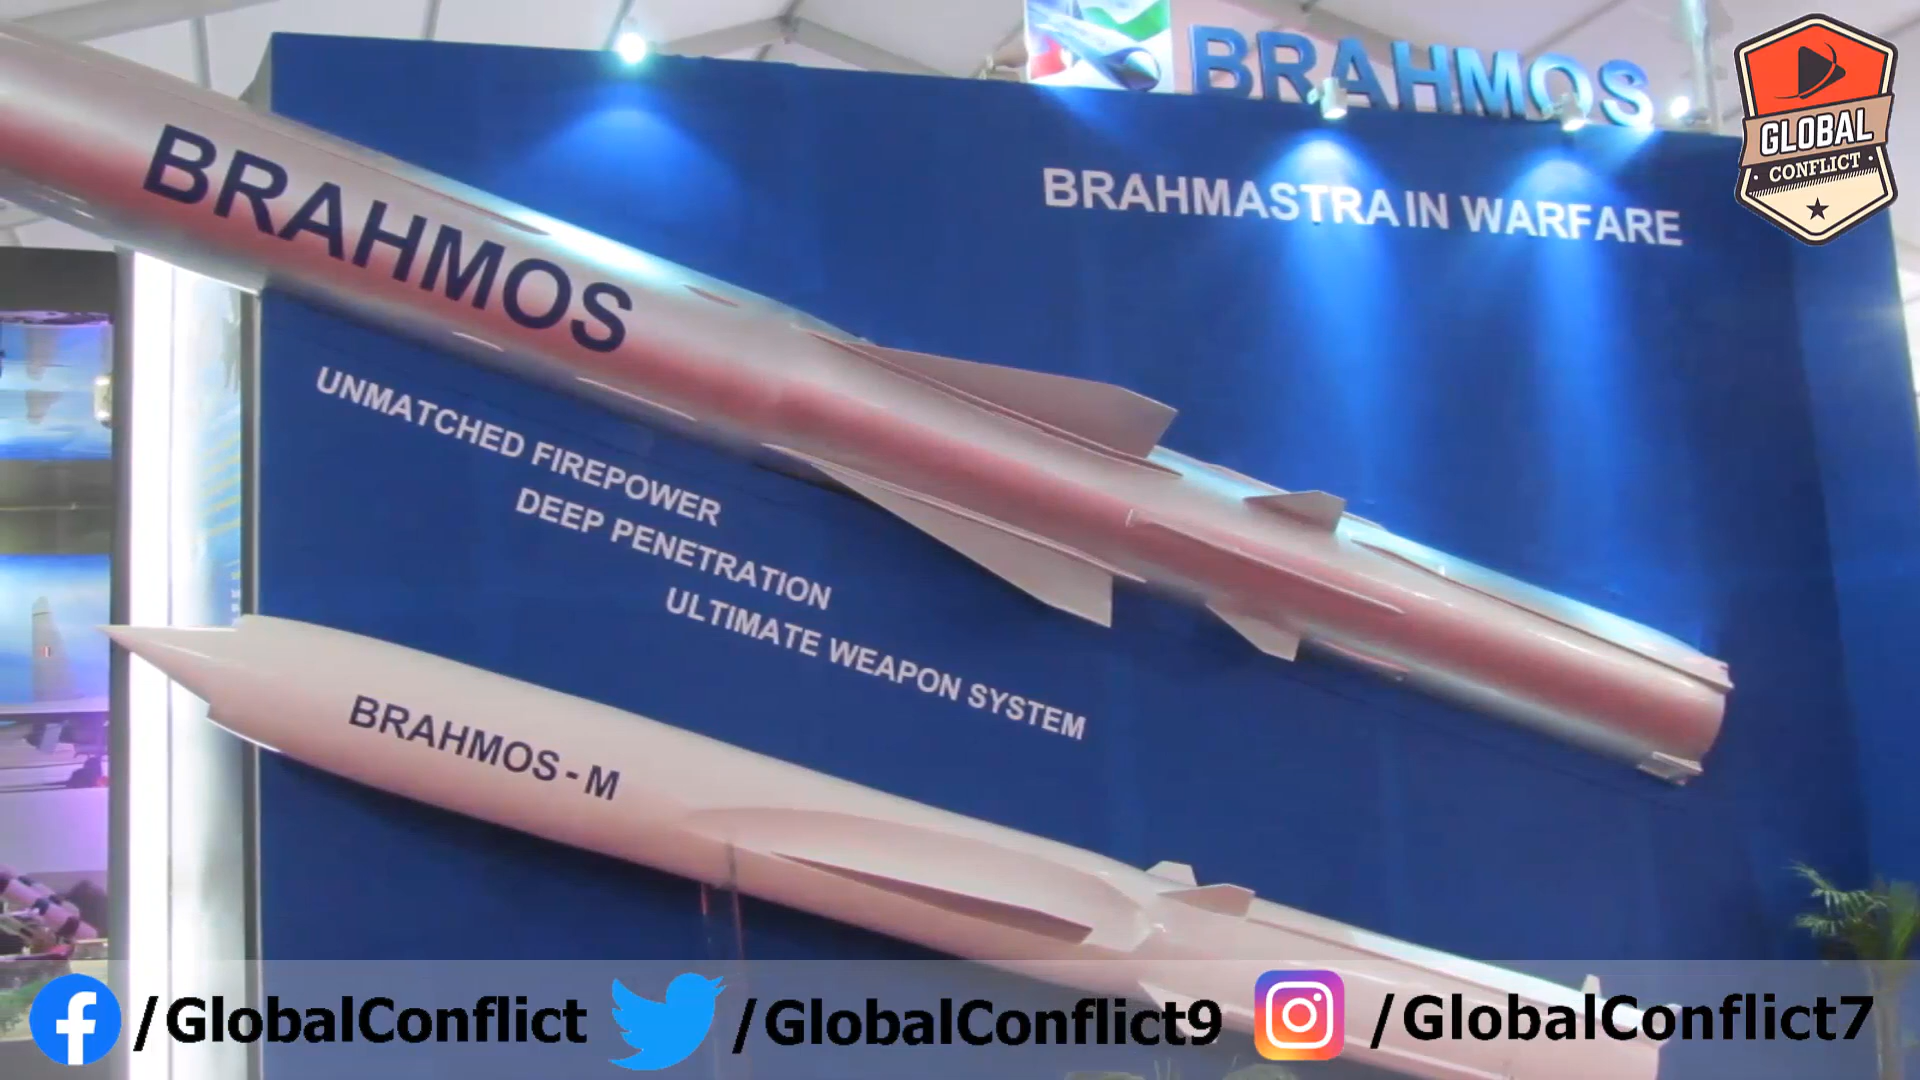 BRAHMOS
GLOBAL
CONFLICT
BRAHMASTRA IN WARFARE
BRAHMOS
UNMATCHED FIREPOWER
DEEP PENETRATION
ULTIMATE WEAPON SYSTEM
BRAHMOS - M
/GlobalConflict
/GlobalConflict9
/GlobalConflict7